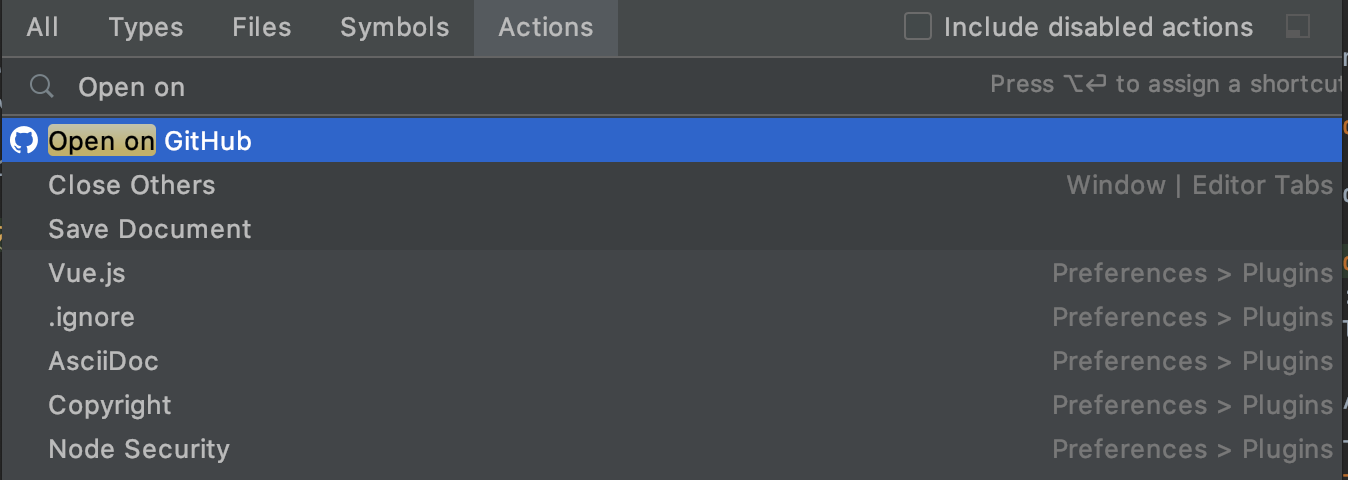 All Types Files Symbols Actions Include disabled actions
Open on Press ⌥⏎ to assign a shortcut
Open on GitHub
Close Others Window | Editor Tabs
Save Document
Vue.js Preferences > Plugins
.ignore Preferences > Plugins
AsciiDoc Preferences > Plugins
Copyright Preferences > Plugins
Node Security Preferences > Plugins